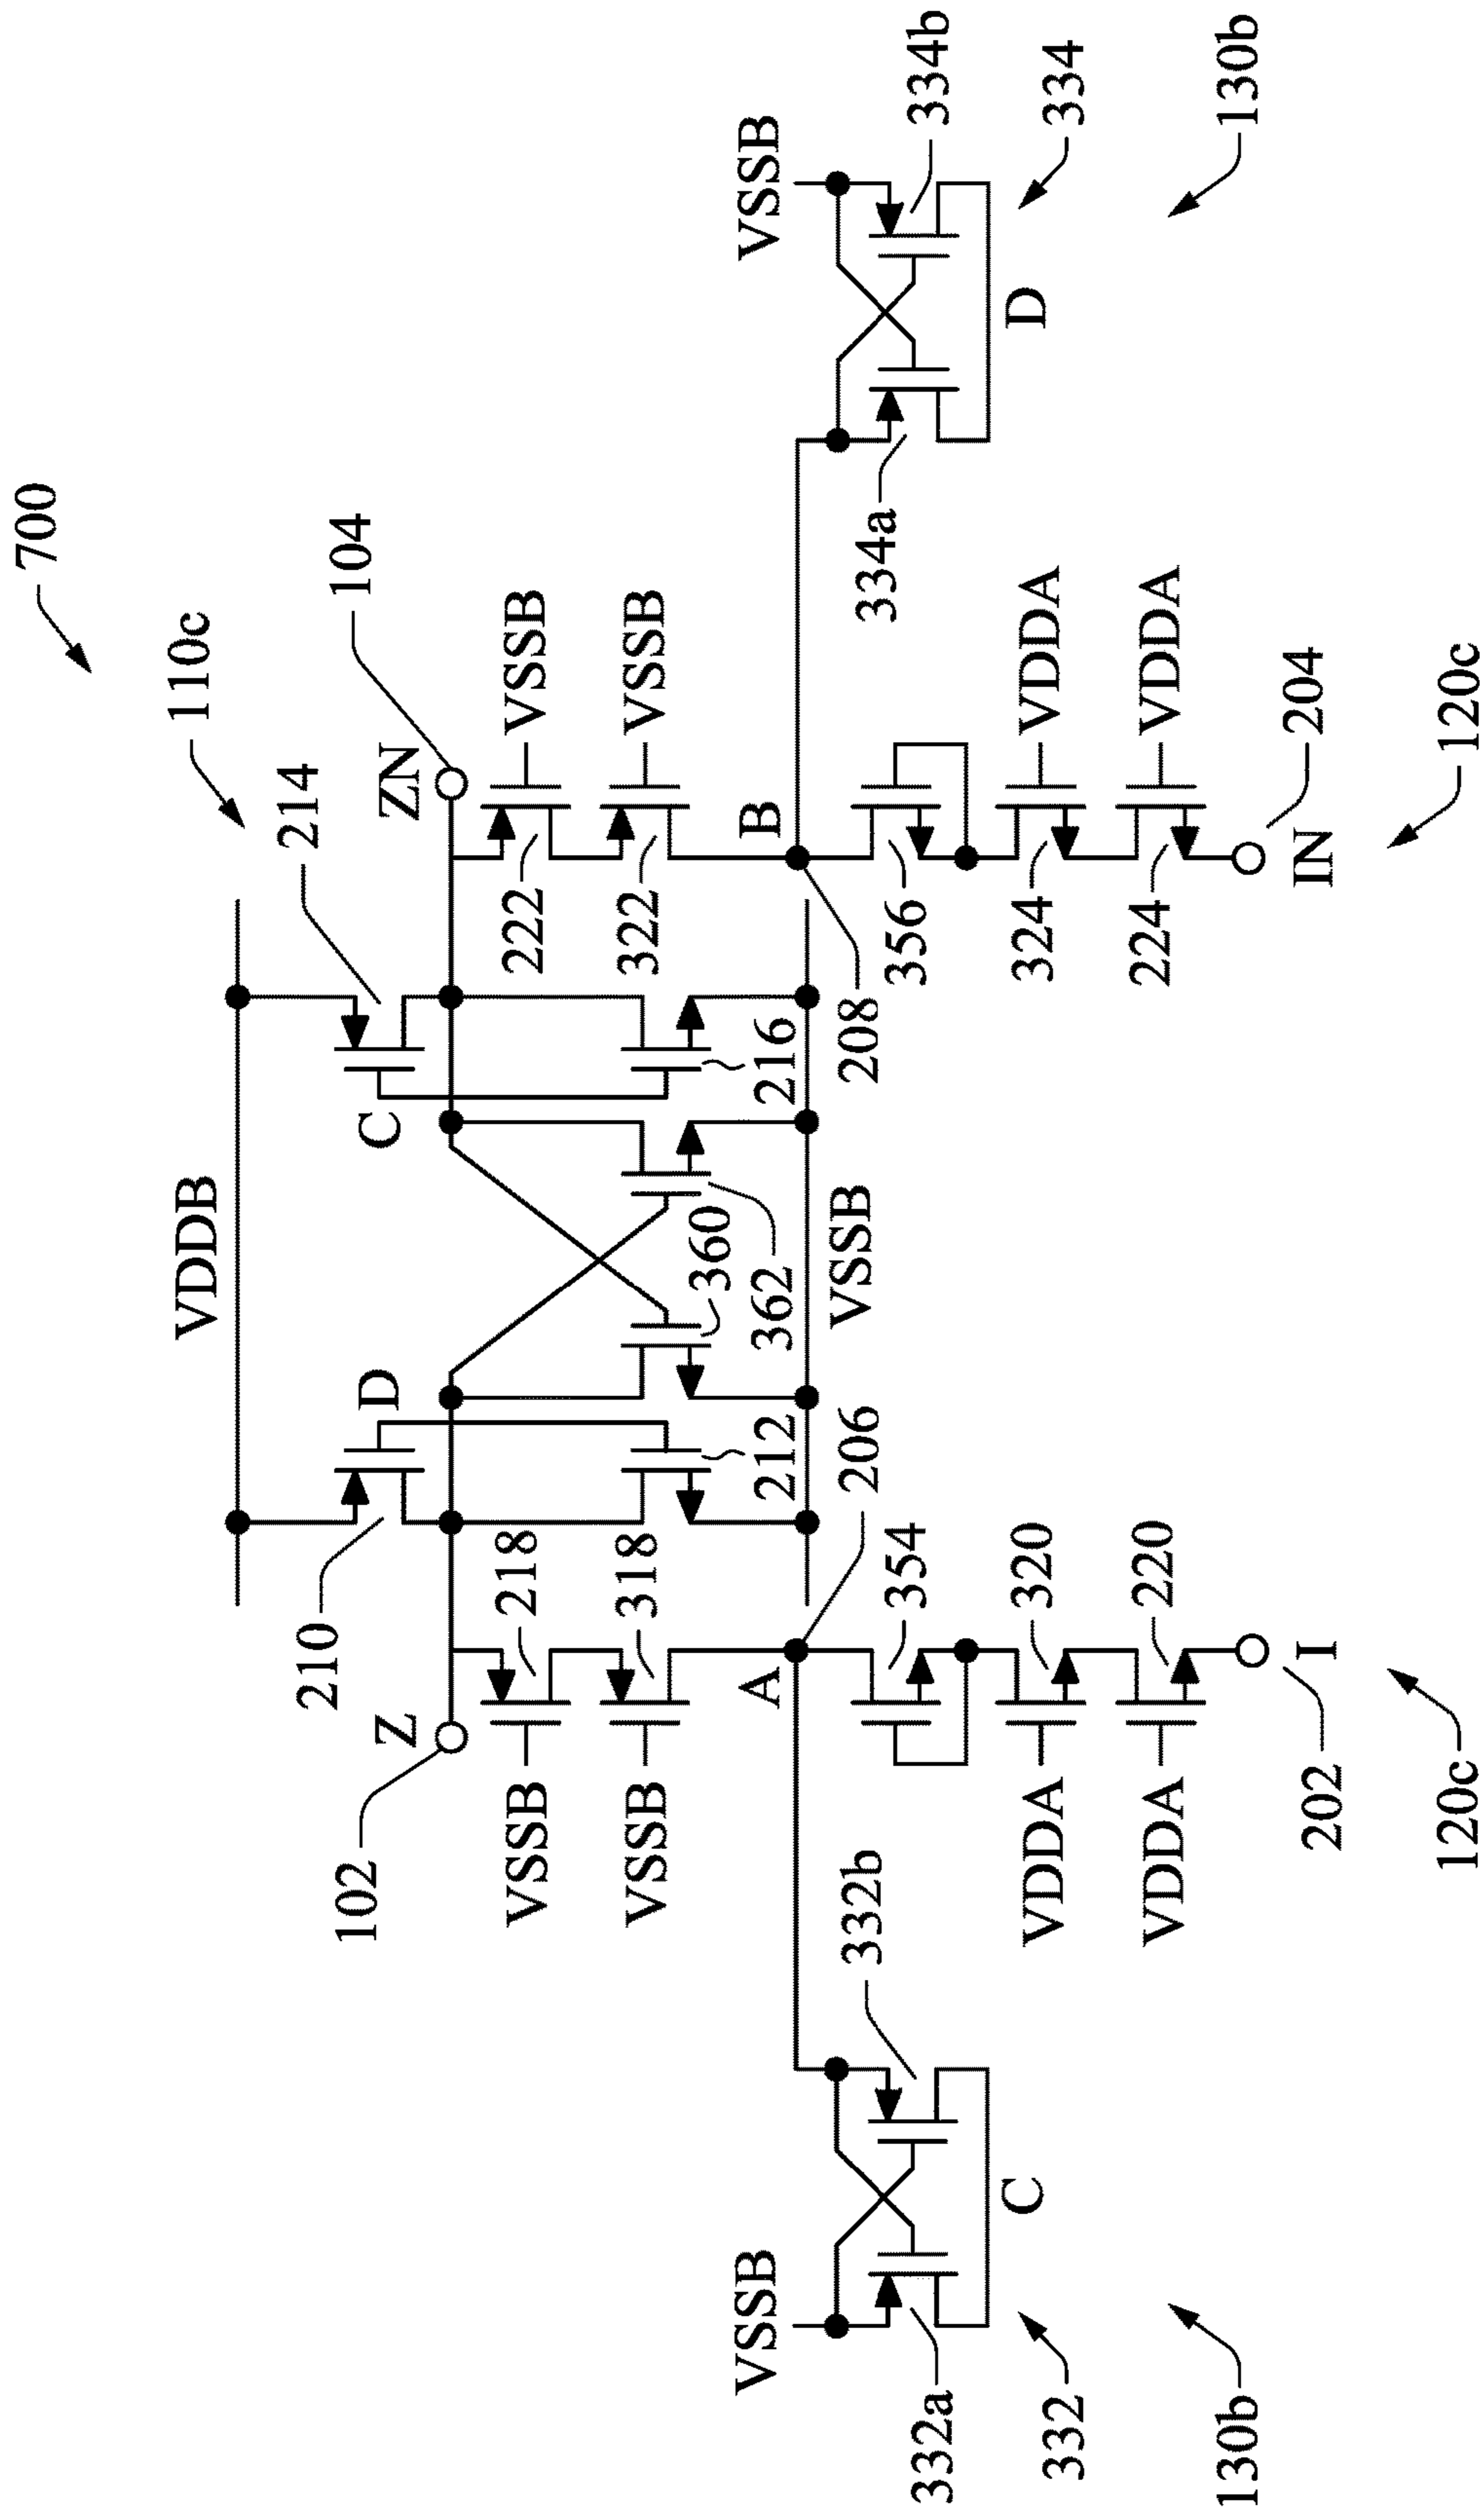 700
110c
VDDB
214
104
210
D
C
ZN
102
Z
218
VSSB
222
VSSB
318
VSSB
322
VSSB
212
360
362
216
A
206
VSSB
208
B
VSSB
VSSB
332a
332b
354
356
334a
334b
332
C
VDDA
320
324
VDDA
D
334
130b
VDDA
220
224
VDDA
130b
202
I
IN
204
120c
120c